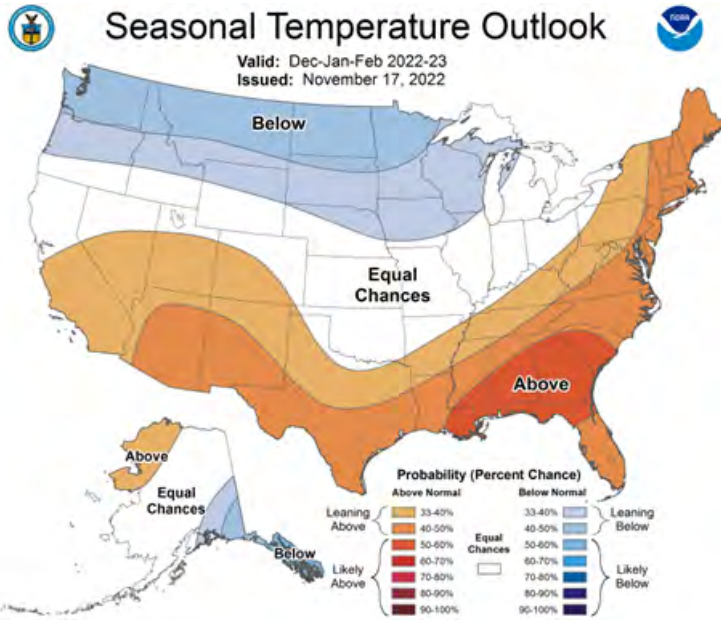 NOAA
Seasonal Temperature Outlook
Valid: Dec-Jan-Feb 2022-23
Issued: November 17, 2022
Below
Equal
Chances
Above
Above
Equal
Chances
Below
Probability (Percent Chance)
Above Normal
Below Normal
Leaning
Above
33-40%
40-50%
Likely
Above
50-60%
60-70%
70-80%
80-90%
90-100%
Equal
Chances
33-40%
40-50%
Leaning
Below
50-60%
60-70%
70-80%
80-90%
90-100%
Likely
Below